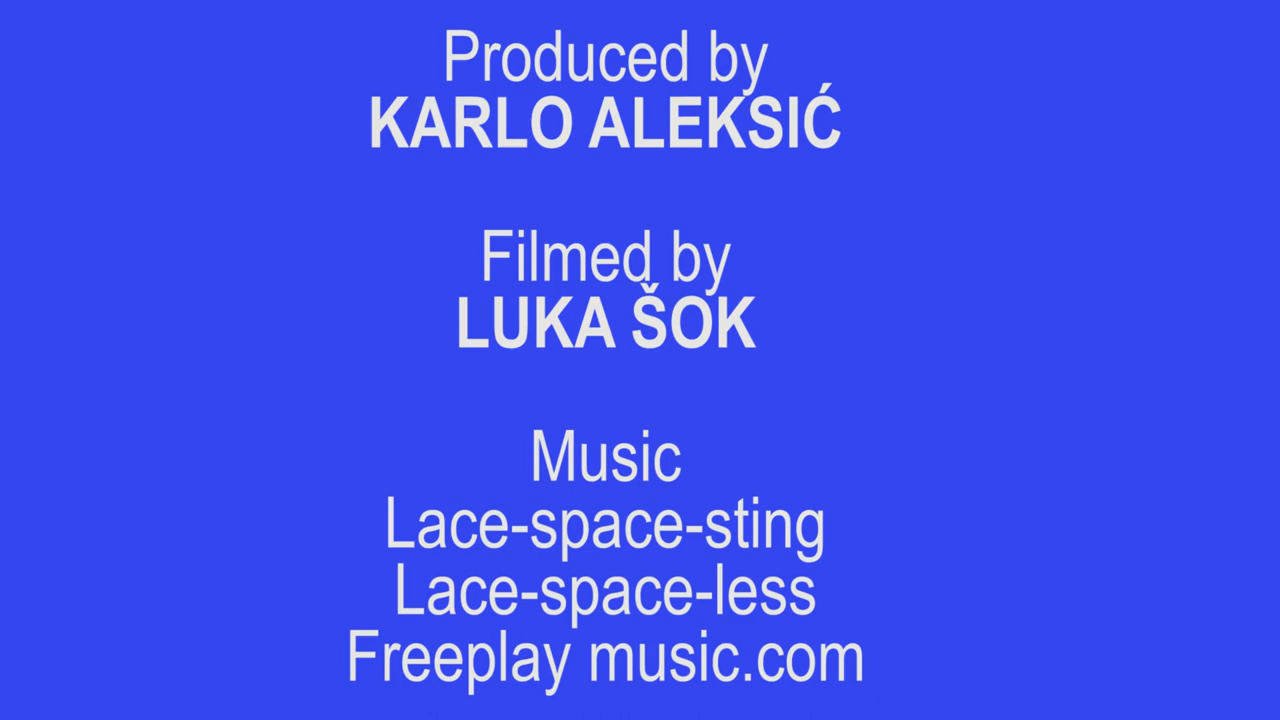 Produced by
KARLO ALEKSIĆ
Filmed by
LUKA ŠOK
Music
Lace-space-sting
Lace-space-less
Freeplay music.com